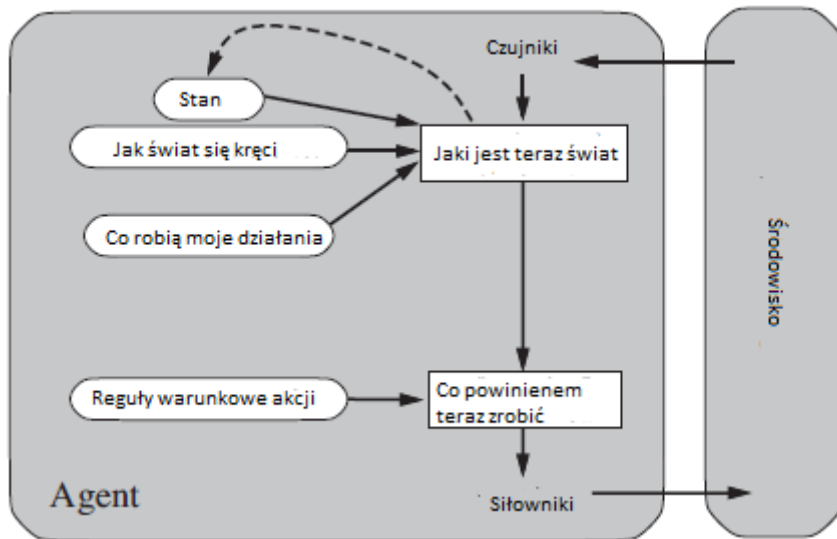 Czujniki
Stan
Jak świat się kręci
Jaki jest teraz świat
Co robią moje działania
Środowisko
Reguły warunkowe akcji
Co powinienem
teraz zrobić
Agent
Siłowniki